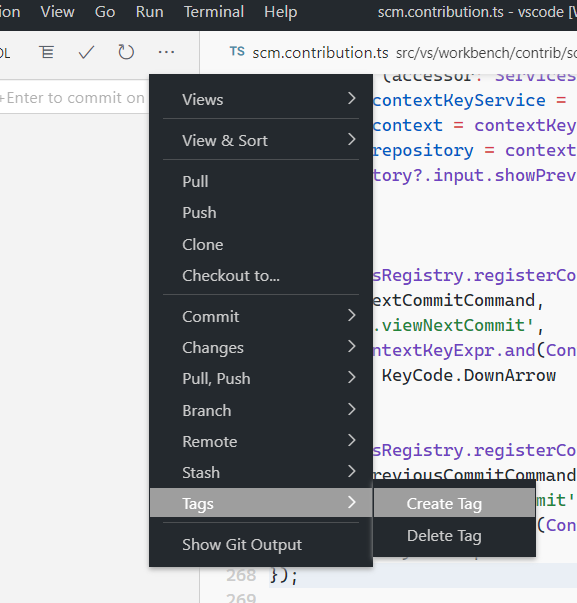 ion View Go Run Terminal Help scm.contribution.ts - vscode [W
OL
TS scm.contribution.ts src/vs/workbench/contrib/sc
+Enter to commit on
(accessor: Services
contextKeyService =
context = contextKey
repository = context
tory?.input.showPrev
Views
View & Sort
Pull
Push
Clone
Checkout to...
Commit
Changes
Pull, Push
Branch
Remote
Stash
Tags
Show Git Output
Create Tag
Delete Tag
sRegistry.registerCo
extCommitCommand,
.viewNextCommit',
ntextKeyExpr.and(Con
KeyCode.DownArrow
sRegistry.registerCo
reviousCommitCommand
mit'
(Con
268 });
269